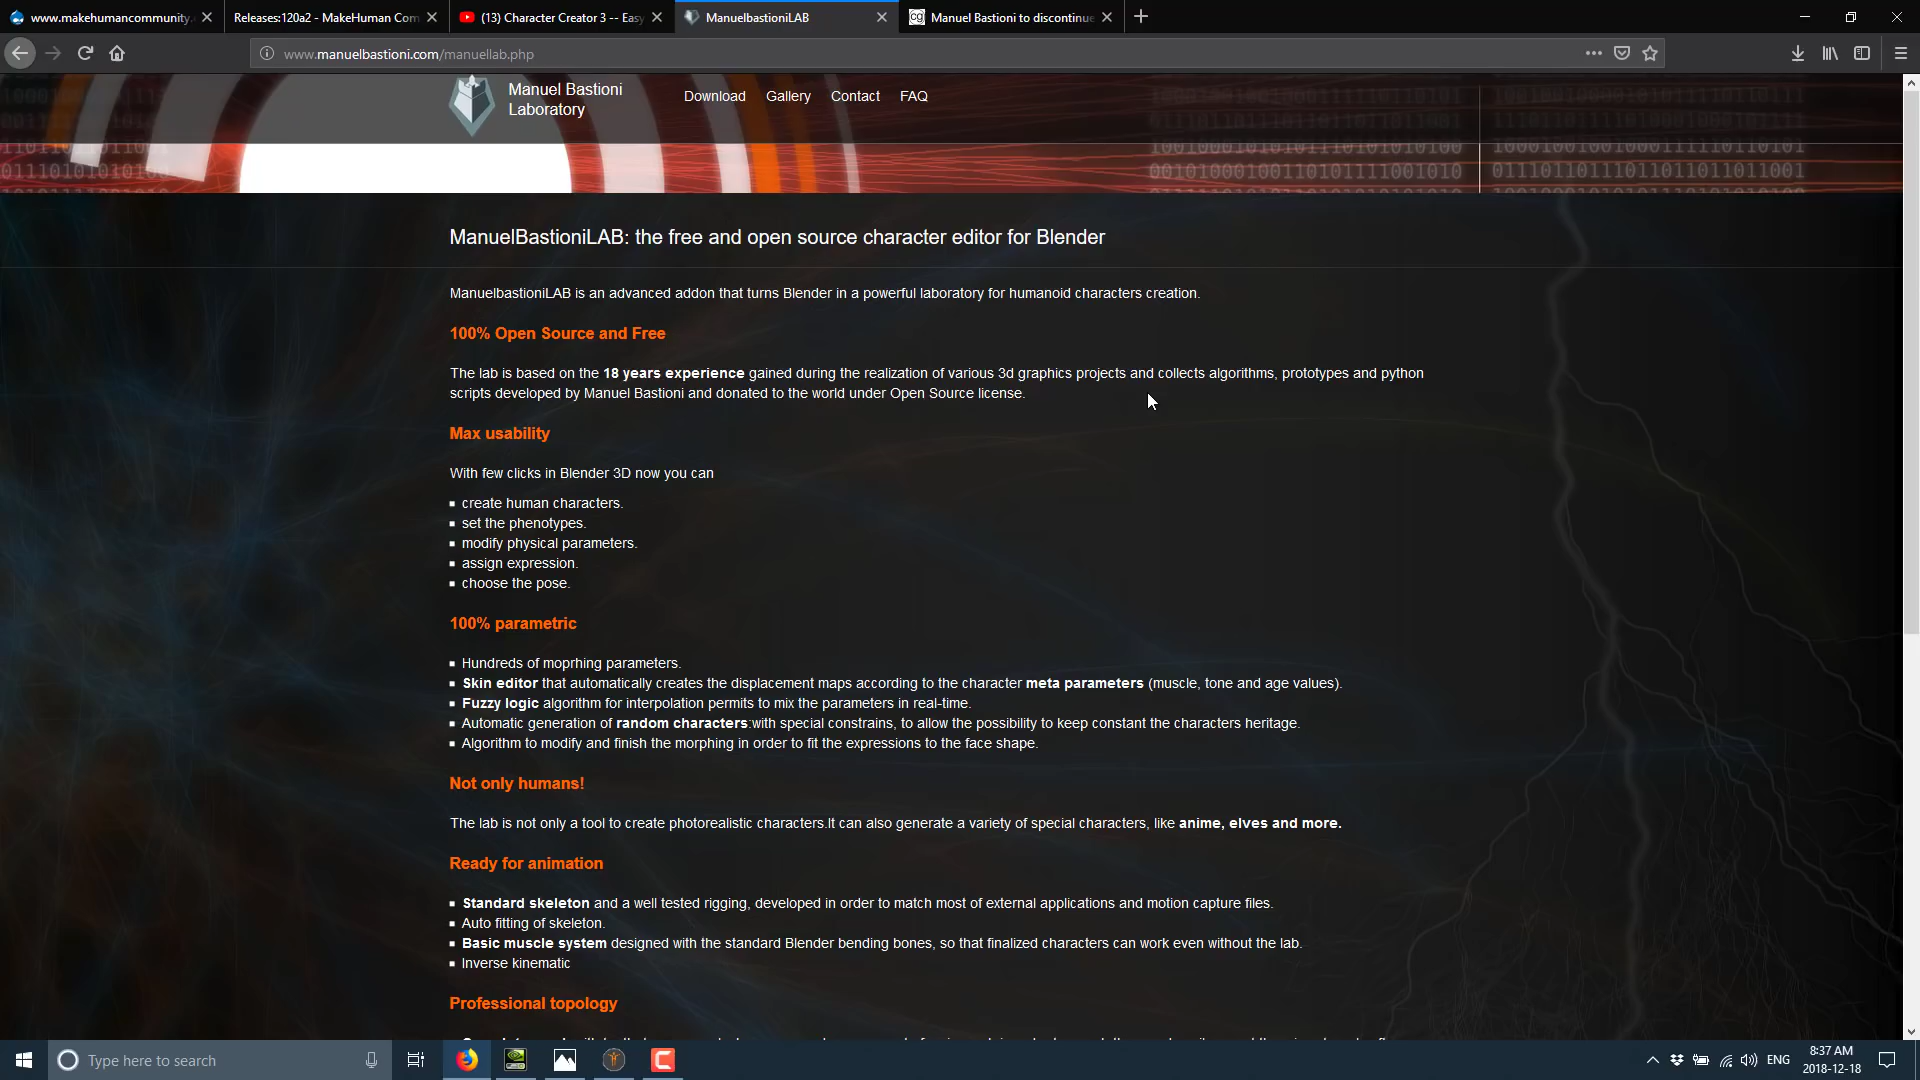 www.makehumancommunity.
Releases:120a2 - MakeHuman Com
(13) Character Creator 3 -- Easy
ManuelbastioniLAB
Manuel Bastioni to discontinue
www.manuelbastioni.com/manuellab.php
Manuel Bastioni
Laboratory
Download
Gallery
Contact
FAQ
ManuelBastioniLAB: the free and open source character editor for Blender
ManuelbastioniLAB is an advanced addon that turns Blender in a powerful laboratory for humanoid characters creation.
100% Open Source and Free
The lab is based on the 18 years experience gained during the realization of various 3d graphics projects and collects algorithms, prototypes and python
scripts developed by Manuel Bastioni and donated to the world under Open Source license.
Max usability
With few clicks in Blender 3D now you can
create human characters.
set the phenotypes.
modify physical parameters.
assign expression.
choose the pose.
100% parametric
Hundreds of moprhing parameters.
Skin editor that automatically creates the displacement maps according to the character meta parameters (muscle, tone and age values).
Fuzzy logic algorithm for interpolation permits to mix the parameters in real-time.
Automatic generation of random characters:with special constrains, to allow the possibility to keep constant the characters heritage.
Algorithm to modify and finish the morphing in order to fit the expressions to the face shape.
Not only humans!
The lab is not only a tool to create photorealistic characters.It can also generate a variety of special characters, like anime, elves and more.
Ready for animation
Standard skeleton and a well tested rigging, developed in order to match most of external applications and motion capture files.
Auto fitting of skeleton.
Basic muscle system designed with the standard Blender bending bones, so that finalized characters can work even without the lab.
Inverse kinematic
Professional topology
Type here to search
ENG
8:37 AM
2018-12-18